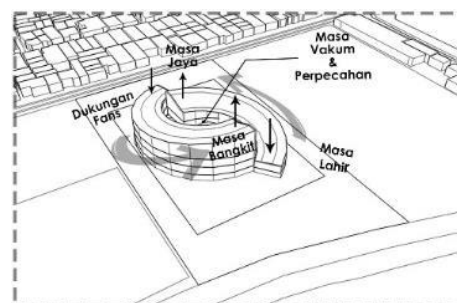 Masa
Vakum
&
Perpecahan
Masa
Jaya
Dukungan
Fans
Masa
Bangkit
Masa
Lahir